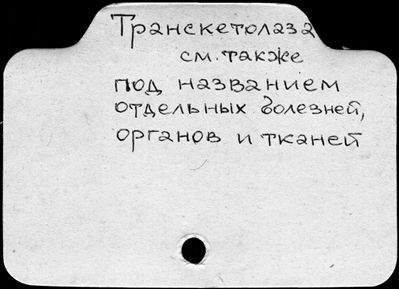 Транскетолаза
см. также
под названием
отдельных болезней,
органов и тканей